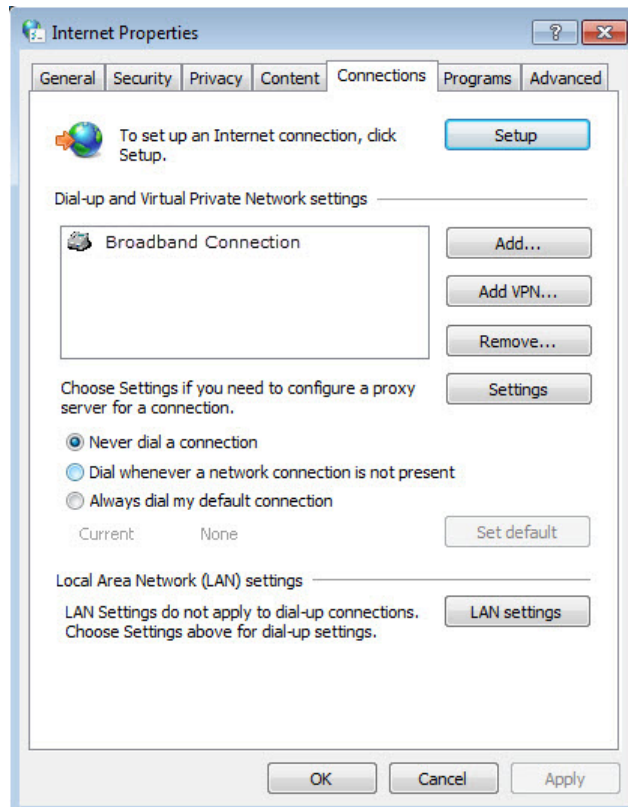 Internet Properties
General Security Privacy Content Connections Programs Advanced
To set up an Internet connection, click
Setup.
Setup
Dial-up and Virtual Private Network settings
Broadband Connection
Add...
Add VPN...
Remove...
Choose Settings if you need to configure a proxy
server for a connection.
Settings
Never dial a connection
Dial whenever a network connection is not present
Always dial my default connection
Current None
Set default
Local Area Network (LAN) settings
LAN Settings do not apply to dial-up connections.
Choose Settings above for dial-up settings.
LAN settings
OK Cancel Apply